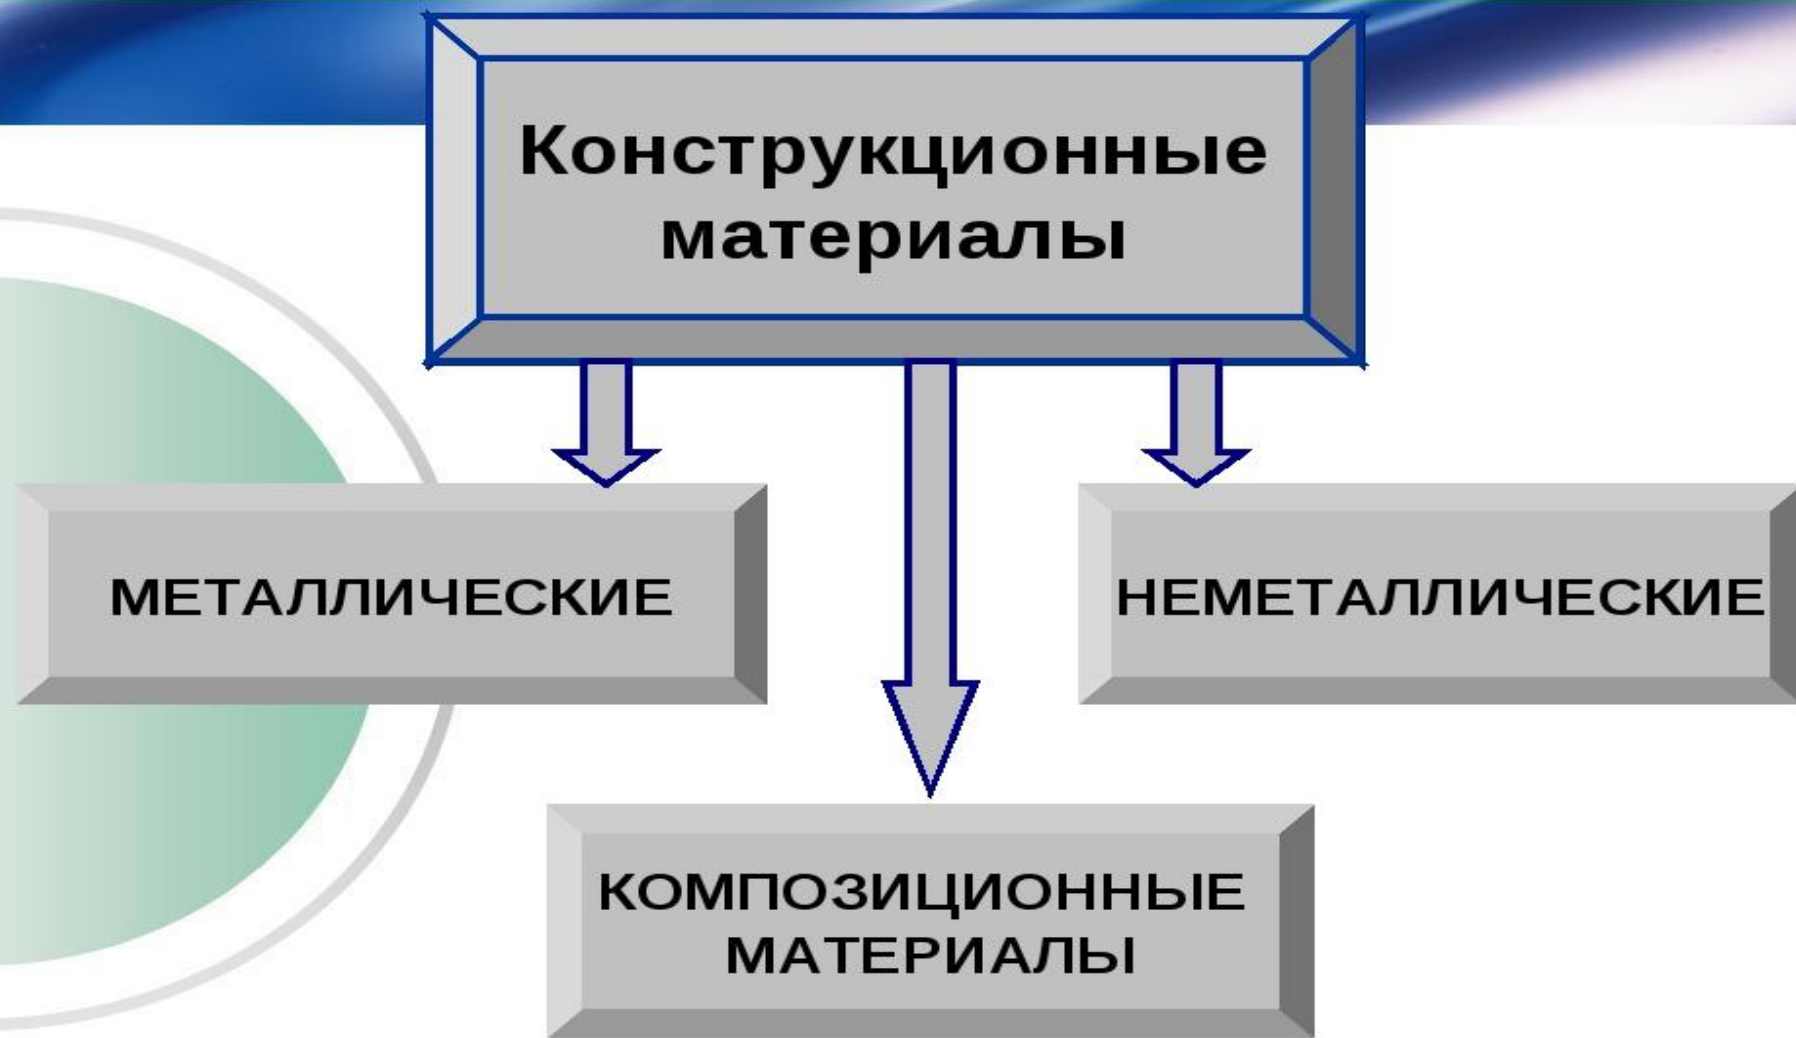 Конструкционные
материалы
МЕТАЛЛИЧЕСКИЕ
НЕМЕТАЛЛИЧЕСКИЕ
КОМПОЗИЦИОННЫЕ
МАТЕРИАЛЫ